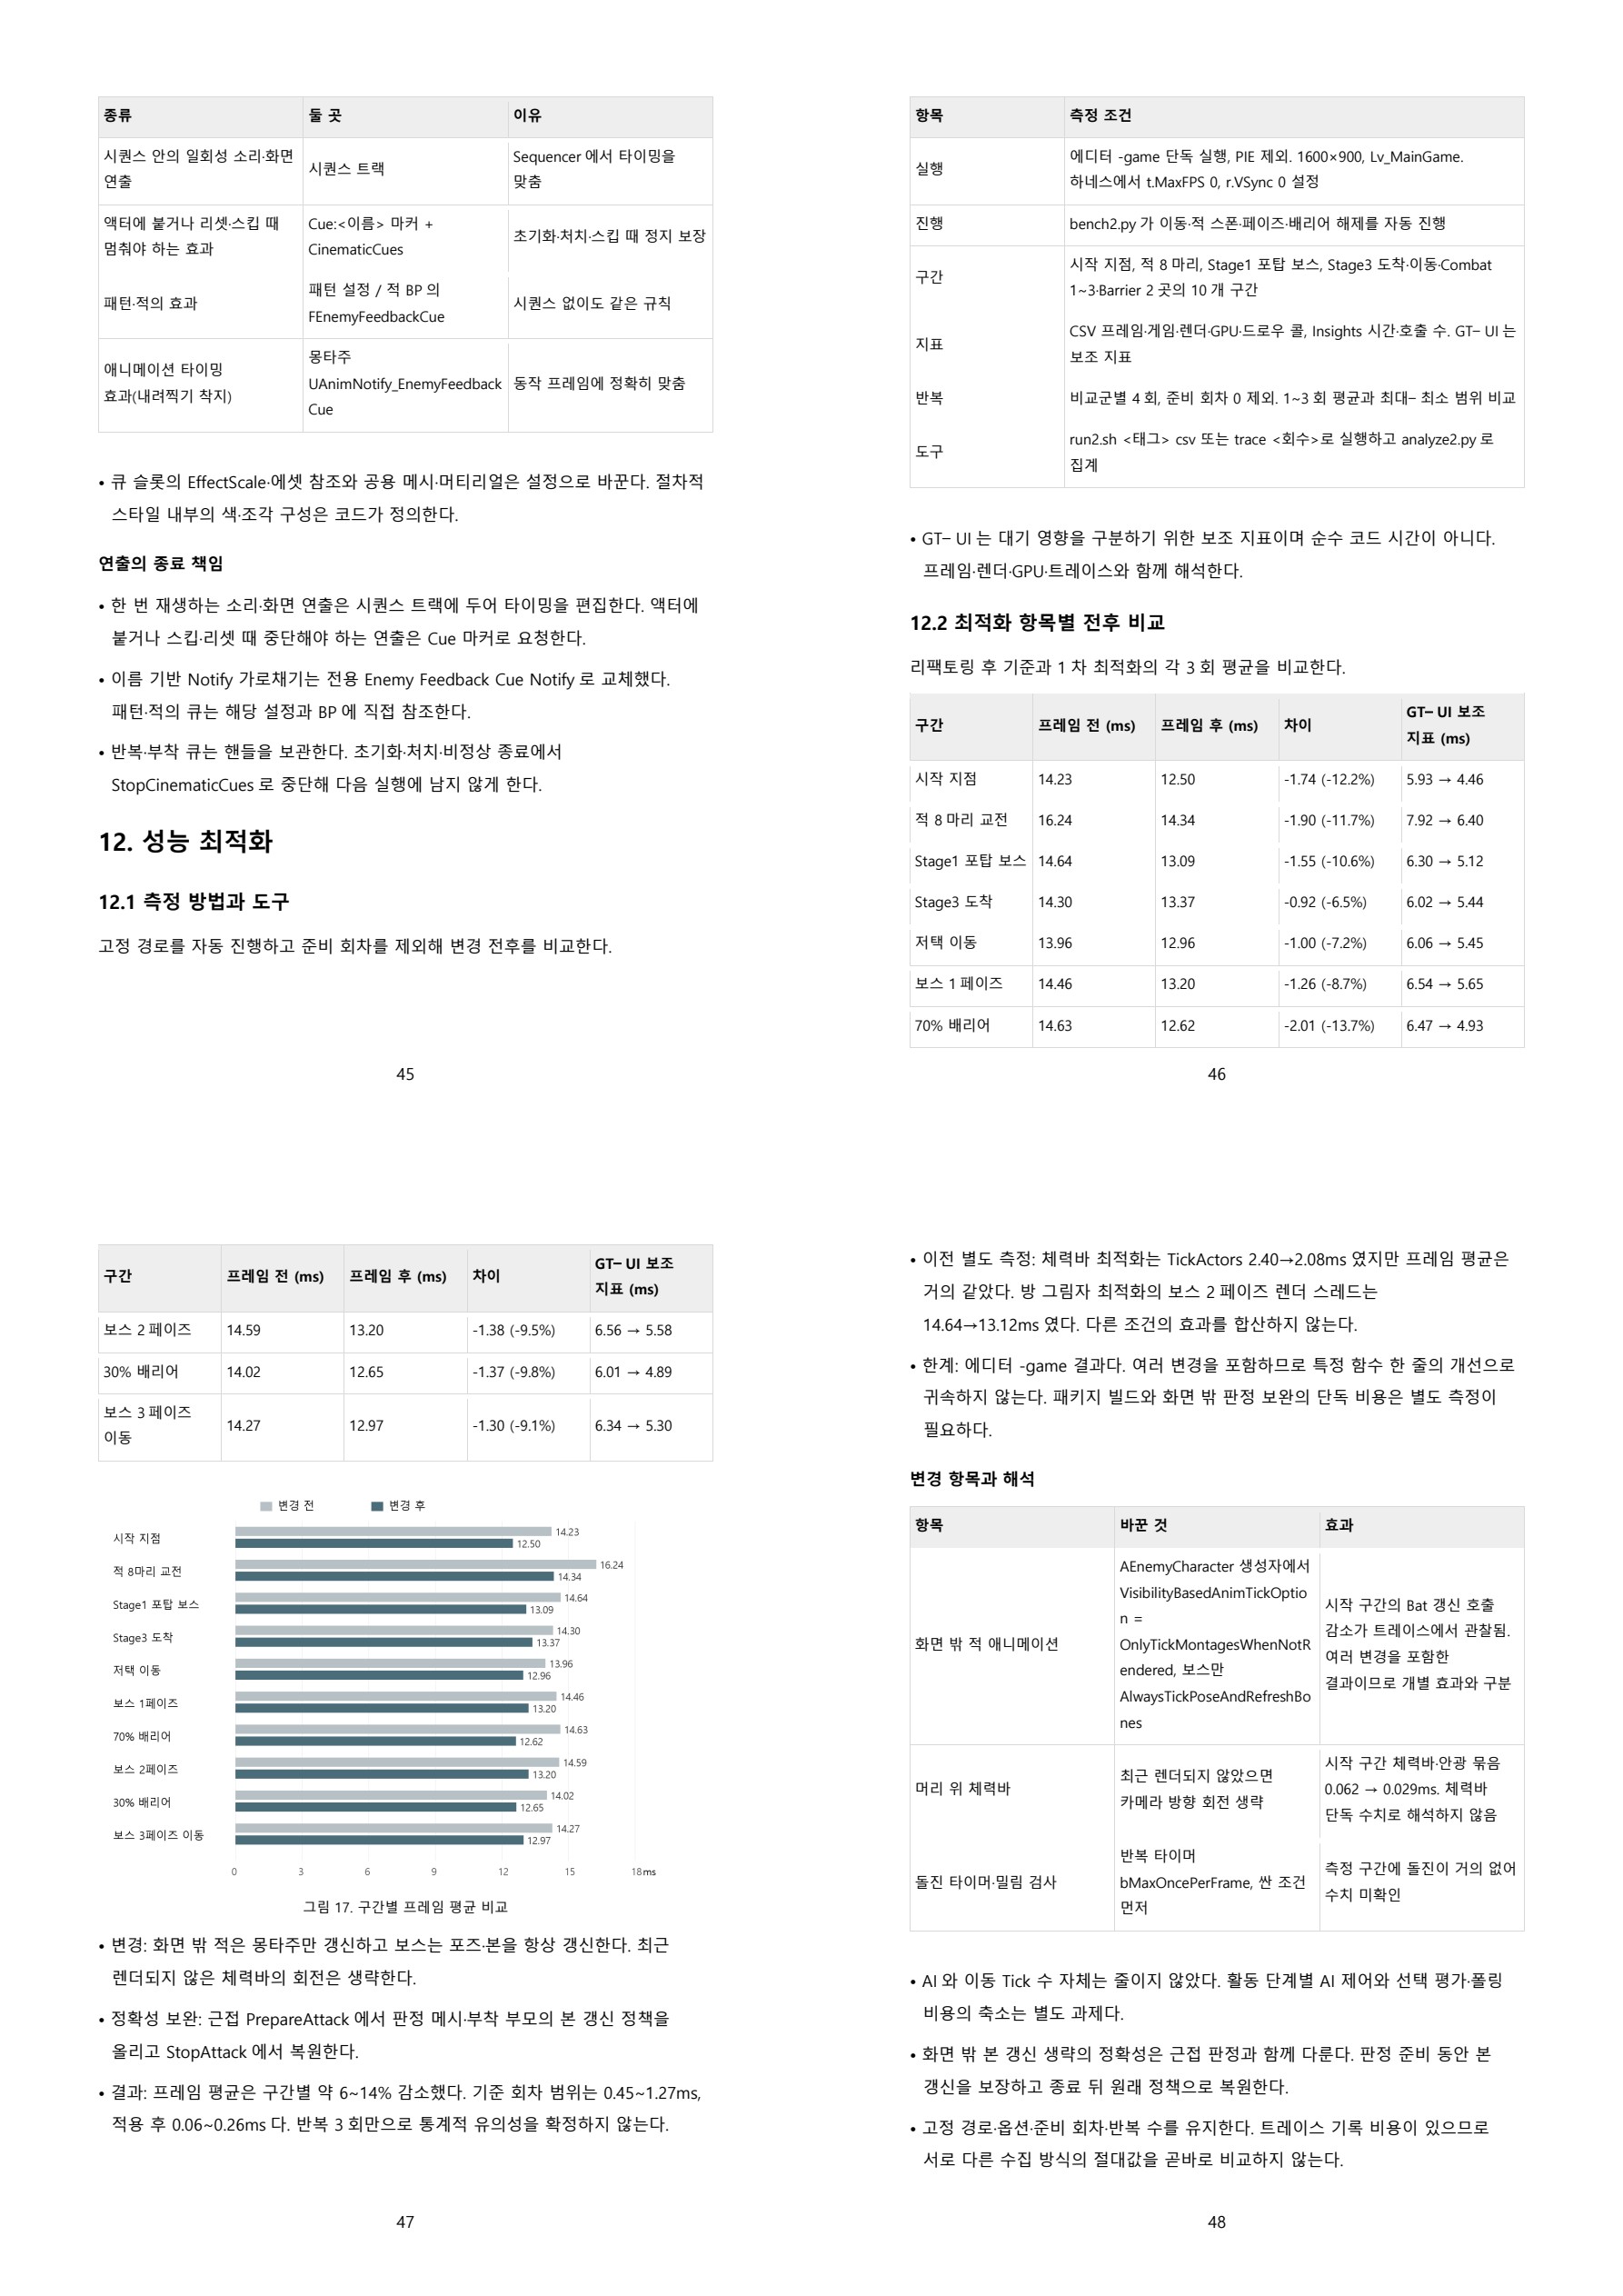 종류 둘 곳 이유
시퀀스 안의 일회성 소리·화면 연출 시퀀스 트랙 Sequencer 에서 타이밍을 맞춤
액터에 붙거나 리셋·스킵 때 멈춰야 하는 효과 Cue:<이름> 마커 + CinematicCues 초기화·처치·스킵 때 정지 보장
패턴·적의 효과 패턴 설정 / 적 BP 의 FEnemyFeedbackCue 시퀀스 없이도 같은 규칙
애니메이션 타이밍 효과(내려찍기 착지) 몽타주 UAnimNotify_EnemyFeedbackCue 동작 프레임에 정확히 맞춤
• 큐 슬롯의 EffectScale·에셋 참조와 공용 메시·머티리얼은 설정으로 바꾼다. 절차적
스타일 내부의 색·조각 구성은 코드가 정의한다.
연출의 종료 책임
• 한 번 재생하는 소리·화면 연출은 시퀀스 트랙에 두어 타이밍을 편집한다. 액터에
붙거나 스킵·리셋 때 중단해야 하는 연출은 Cue 마커로 요청한다.
• 이름 기반 Notify 가로채기는 전용 Enemy Feedback Cue Notify 로 교체했다.
패턴·적의 큐는 해당 설정과 BP 에 직접 참조한다.
• 반복·부착 큐는 핸들을 보관한다. 초기화·처치·비정상 종료에서
StopCinematicCues 로 중단해 다음 실행에 남지 않게 한다.
12. 성능 최적화
12.1 측정 방법과 도구
고정 경로를 자동 진행하고 준비 회차를 제외해 변경 전후를 비교한다.
45
항목 측정 조건
실행 에디터 -game 단독 실행, PIE 제외. 1600×900, Lv_MainGame. 하네스에서 t.MaxFPS 0, r.VSync 0 설정
진행 bench2.py 가 이동·적 스폰·페이즈·배리어 해제를 자동 진행
구간 시작 지점, 적 8 마리, Stage1 포탑 보스, Stage3 도착·이동·Combat 1~3·Barrier 2 곳의 10 개 구간
지표 CSV 프레임·게임·렌더·GPU·드로우 콜, Insights 시간·호출 수. GT− UI 는 보조 지표
반복 비교군별 4 회, 준비 회차 0 제외. 1~3 회 평균과 최대− 최소 범위 비교
도구 run2.sh <태그> csv 또는 trace <회수>로 실행하고 analyze2.py 로 집계
• GT− UI 는 대기 영향을 구분하기 위한 보조 지표이며 순수 코드 시간이 아니다.
프레임·렌더·GPU·트레이스와 함께 해석한다.
12.2 최적화 항목별 전후 비교
리팩토링 후 기준과 1 차 최적화의 각 3 회 평균을 비교한다.
구간 프레임 전 (ms) 프레임 후 (ms) 차이 GT− UI 보조 지표 (ms)
시작 지점 14.23 12.50 -1.74 (-12.2%) 5.93 → 4.46
적 8 마리 교전 16.24 14.34 -1.90 (-11.7%) 7.92 → 6.40
Stage1 포탑 보스 14.64 13.09 -1.55 (-10.6%) 6.30 → 5.12
Stage3 도착 14.30 13.37 -0.92 (-6.5%) 6.02 → 5.44
저택 이동 13.96 12.96 -1.00 (-7.2%) 6.06 → 5.45
보스 1 페이즈 14.46 13.20 -1.26 (-8.7%) 6.54 → 5.65
70% 배리어 14.63 12.62 -2.01 (-13.7%) 6.47 → 4.93
46
구간 프레임 전 (ms) 프레임 후 (ms) 차이 GT− UI 보조 지표 (ms)
보스 2 페이즈 14.59 13.20 -1.38 (-9.5%) 6.56 → 5.58
30% 배리어 14.02 12.65 -1.37 (-9.8%) 6.01 → 4.89
보스 3 페이즈 이동 14.27 12.97 -1.30 (-9.1%) 6.34 → 5.30
변경 전 변경 후
시작 지점 14.23 12.50
적 8마리 교전 16.24 14.34
Stage1 포탑 보스 14.64 13.09
Stage3 도착 14.30 13.37
저택 이동 13.96 12.96
보스 1페이즈 14.46 13.20
70% 배리어 14.63 12.62
보스 2페이즈 14.59 13.20
30% 배리어 14.02 12.65
보스 3페이즈 이동 14.27 12.97
0 3 6 9 12 15 18 ms
그림 17. 구간별 프레임 평균 비교
• 변경: 화면 밖 적은 몽타주만 갱신하고 보스는 포즈·본을 항상 갱신한다. 최근
렌더되지 않은 체력바의 회전은 생략한다.
• 정확성 보완: 근접 PrepareAttack 에서 판정 메시·부착 부모의 본 갱신 정책을
올리고 StopAttack 에서 복원한다.
• 결과: 프레임 평균은 구간별 약 6~14% 감소했다. 기준 회차 범위는 0.45~1.27ms,
적용 후 0.06~0.26ms 다. 반복 3 회만으로 통계적 유의성을 확정하지 않는다.
47
• 이전 별도 측정: 체력바 최적화는 TickActors 2.40→2.08ms 였지만 프레임 평균은
거의 같았다. 방 그림자 최적화의 보스 2 페이즈 렌더 스레드는
14.64→13.12ms 였다. 다른 조건의 효과를 합산하지 않는다.
• 한계: 에디터 -game 결과다. 여러 변경을 포함하므로 특정 함수 한 줄의 개선으로
귀속하지 않는다. 패키지 빌드와 화면 밖 판정 보완의 단독 비용은 별도 측정이
필요하다.
변경 항목과 해석
항목 바꾼 것 효과
화면 밖 적 애니메이션 AEnemyCharacter 생성자에서 VisibilityBasedAnimTickOption = OnlyTickMontagesWhenNotRendered, 보스만 AlwaysTickPoseAndRefreshBones 시작 구간의 Bat 갱신 호출 감소가 트레이스에서 관찰됨. 여러 변경을 포함한 결과이므로 개별 효과와 구분
머리 위 체력바 최근 렌더되지 않았으면 카메라 방향 회전 생략 시작 구간 체력바·안광 묶음 0.062 → 0.029ms. 체력바 단독 수치로 해석하지 않음
돌진 타이머·밀림 검사 반복 타이머 bMaxOncePerFrame, 싼 조건 먼저 측정 구간에 돌진이 거의 없어 수치 미확인
• AI 와 이동 Tick 수 자체는 줄이지 않았다. 활동 단계별 AI 제어와 선택 평가·폴링
비용의 축소는 별도 과제다.
• 화면 밖 본 갱신 생략의 정확성은 근접 판정과 함께 다룬다. 판정 준비 동안 본
갱신을 보장하고 종료 뒤 원래 정책으로 복원한다.
• 고정 경로·옵션·준비 회차·반복 수를 유지한다. 트레이스 기록 비용이 있으므로
서로 다른 수집 방식의 절대값을 곧바로 비교하지 않는다.
48